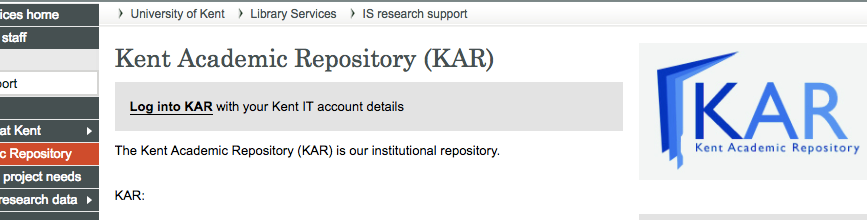 ices home
staff
port
at Kent
c Repository
project needs
research data
University of Kent Library Services IS research support
Kent Academic Repository (KAR)
Log into KAR with your Kent IT account details
The Kent Academic Repository (KAR) is our institutional repository.
KAR:
KAR
Kent Academic Repository